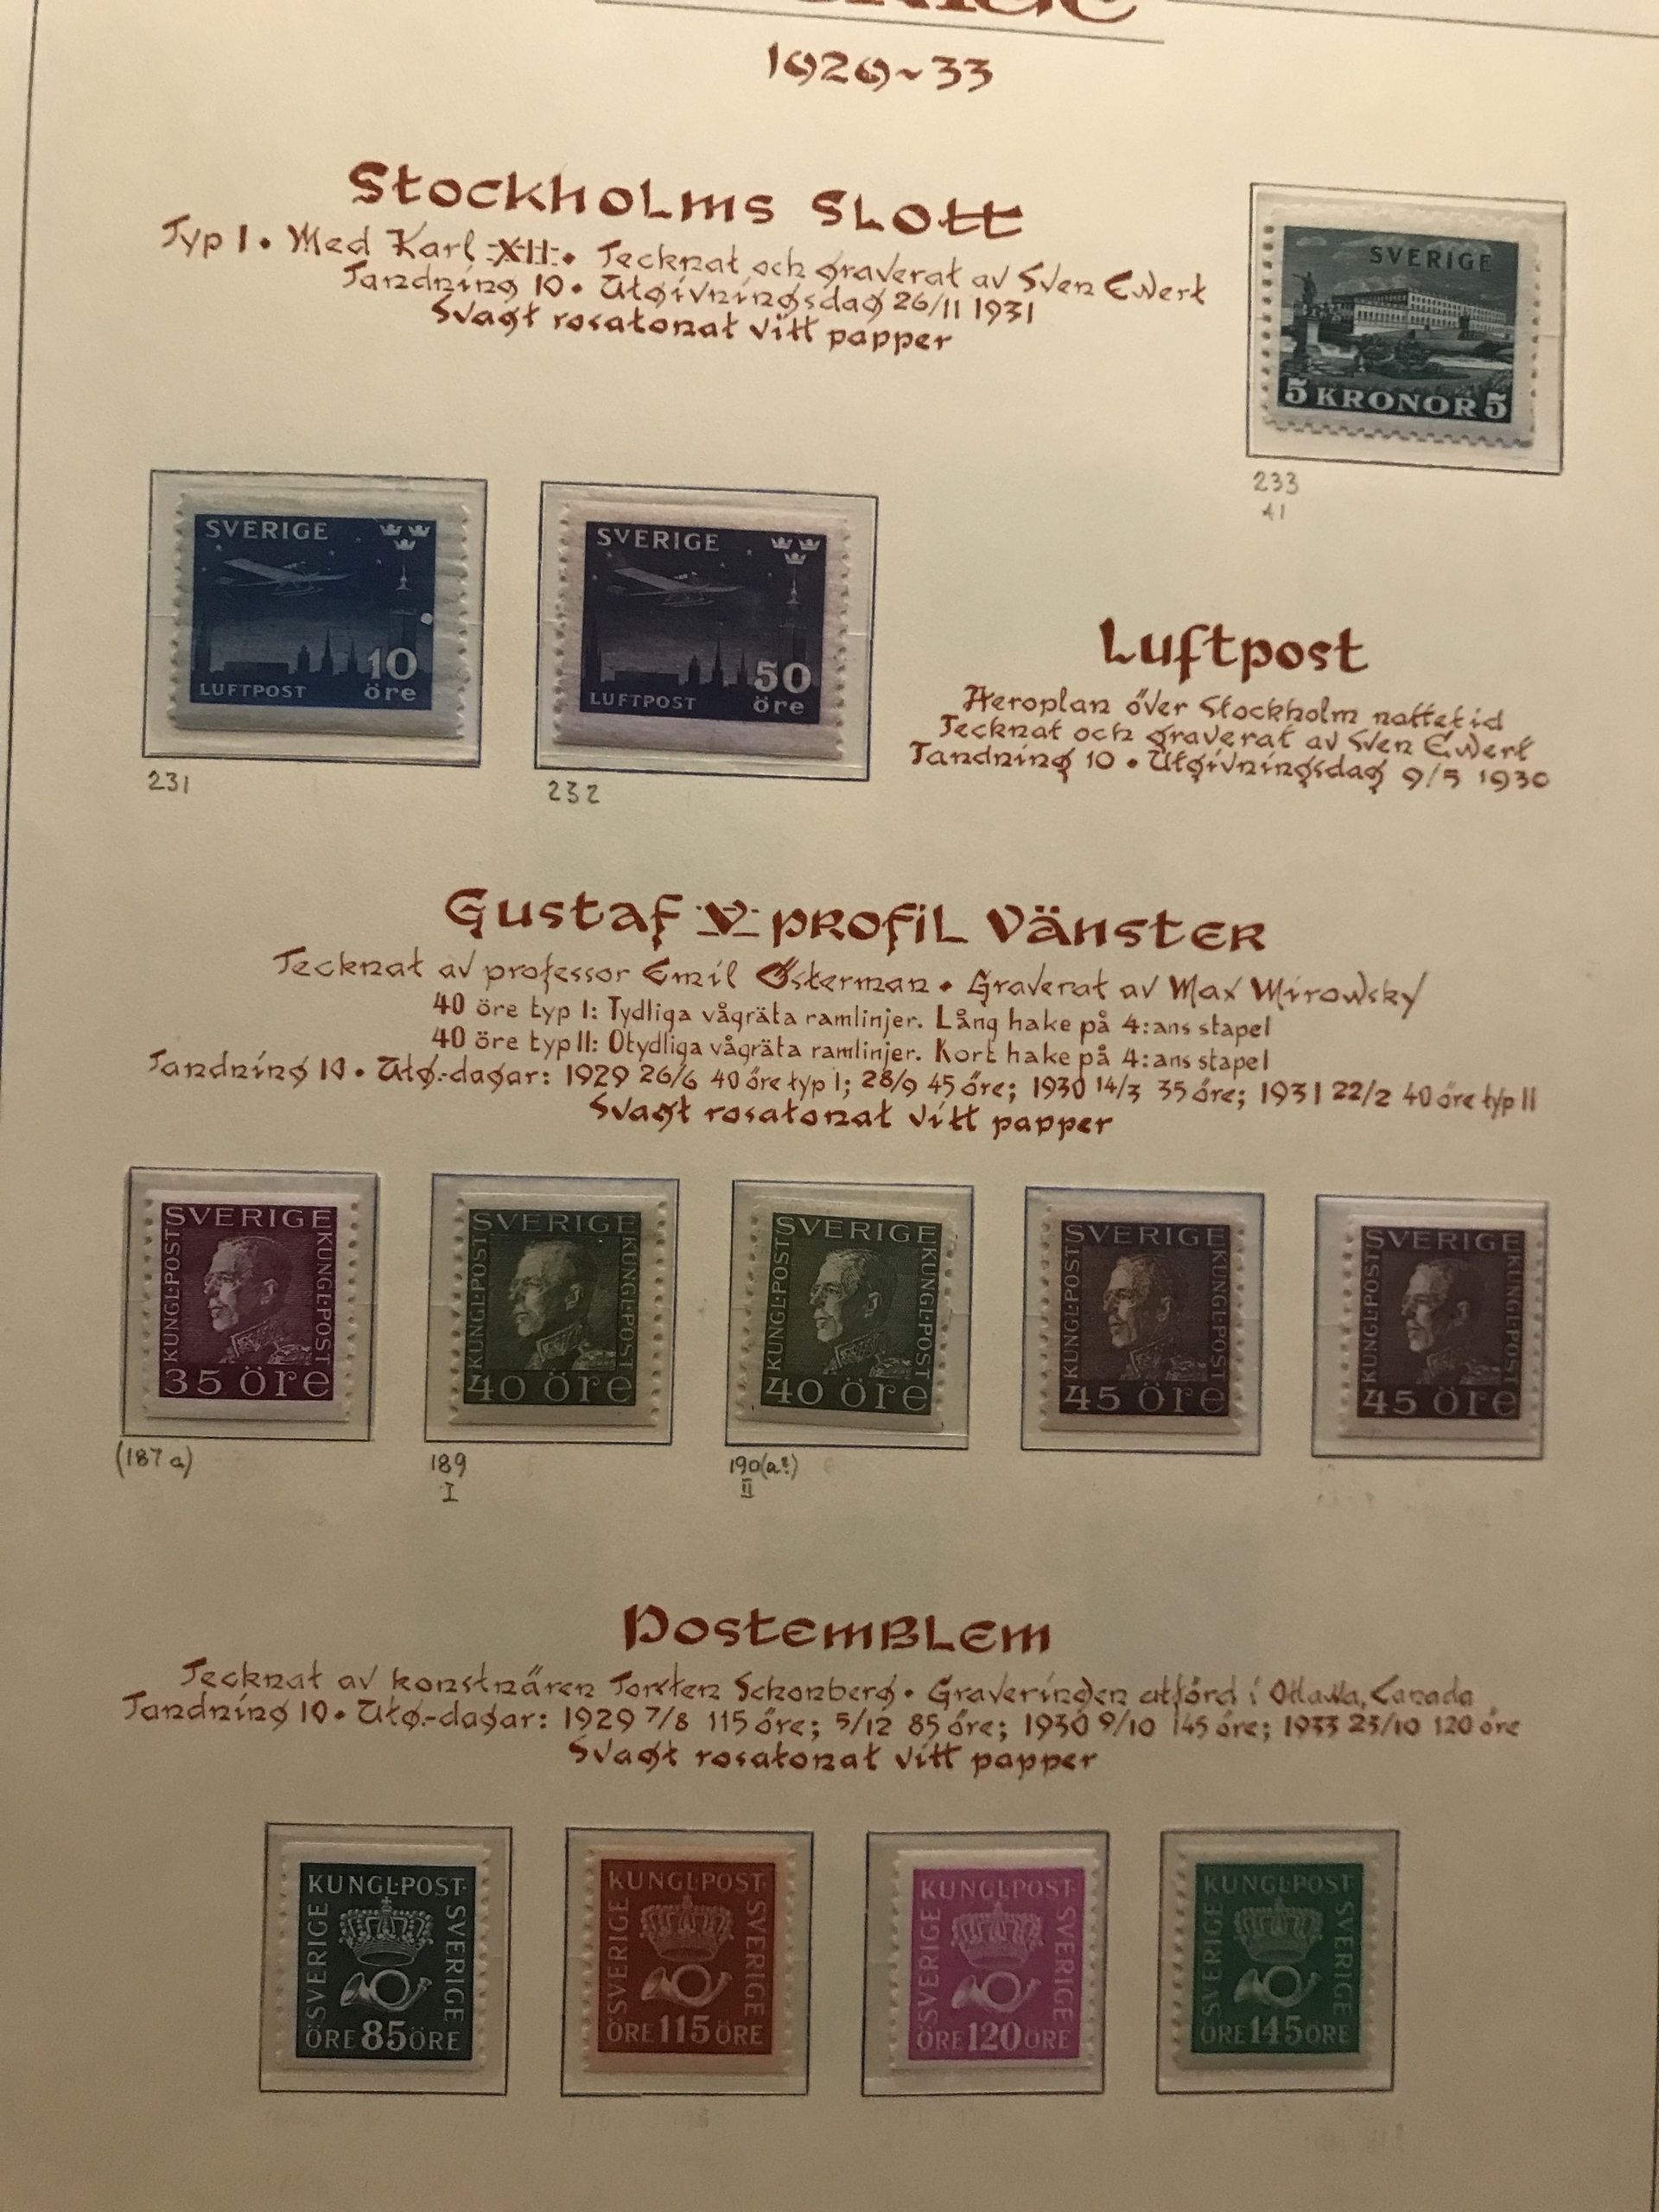 1929~33
Stockholms Slott
Typ I. Med Karl XII. Tecknat och graverat av Sven Ewert
Tandning 10. Utgivningsdag 26/11 1931
Svagt rosatonat vitt papper
SVERIGE
5 KRONOR 5
233
41
SVERIGE
10
LUFTPOST öre
231
SVERIGE
50
LUFTPOST öre
232
Luftpost
Aeroplan över Stockholm nattetid
Tecknat och graverat av Sven Ewert
Tandning 10. Utgivningsdag 9/5 1930
Gustaf V profil Vänster
Tecknat av professor Emil Österman. Graverat av Max Mirowsky
40 öre typ I: Tydliga vågräta ramlinjer. Lång hake på 4:ans stapel
40 öre typ II: Otydliga vågräta ramlinjer. Kort hake på 4:ans stapel
Tandning 10. Utg.-dagar: 1929 26/6 40 öre typ I; 28/9 45 öre; 1930 14/3 35 öre; 1931 22/2 40 öre typ II
Svagt rosatonat vitt papper
SVERIGE
KUNGL·POST
KUNGL·POST
35 öre
(187 a)
SVERIGE
KUNGL·POST
KUNGL·POST
40 öre
189
I
SVERIGE
KUNGL·POST
KUNGL·POST
40 öre
190(a?)
II
SVERIGE
KUNGL·POST
KUNGL·POST
45 öre
SVERIGE
KUNGL·POST
KUNGL·POST
45 öre
Postemblem
Tecknat av konstnären Torsten Schonberg. Graveringen utförd i Ottawa, Canada
Tandning 10. Utg.-dagar: 1929 7/8 115 öre; 5/12 85 öre; 1930 9/10 145 öre; 1933 23/10 120 öre
Svagt rosatonat vitt papper
KUNGL·POST·
SVERIGE
SVERIGE
ÖRE 85 ÖRE
KUNGL·POST·
SVERIGE
SVERIGE
ÖRE 115 ÖRE
KUNGL·POST·
SVERIGE
SVERIGE
ÖRE 120 ÖRE
KUNGL·POST·
SVERIGE
SVERIGE
ÖRE 145 ÖRE